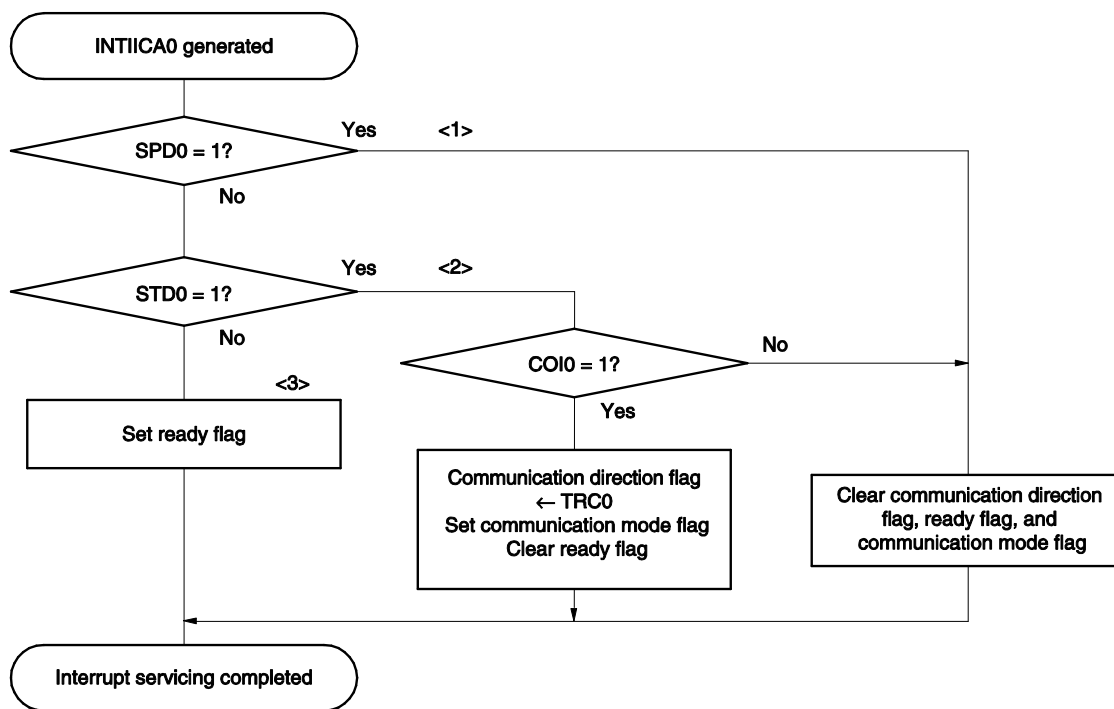 INTIICA0 generated
Yes
<1>
SPD0 = 1?
No
Yes
<2>
STD0 = 1?
No
No
COI0 = 1?
<3>
Yes
Set ready flag
Communication direction flag
← TRC0
Set communication mode flag
Clear ready flag
Clear communication direction
flag, ready flag, and
communication mode flag
Interrupt servicing completed